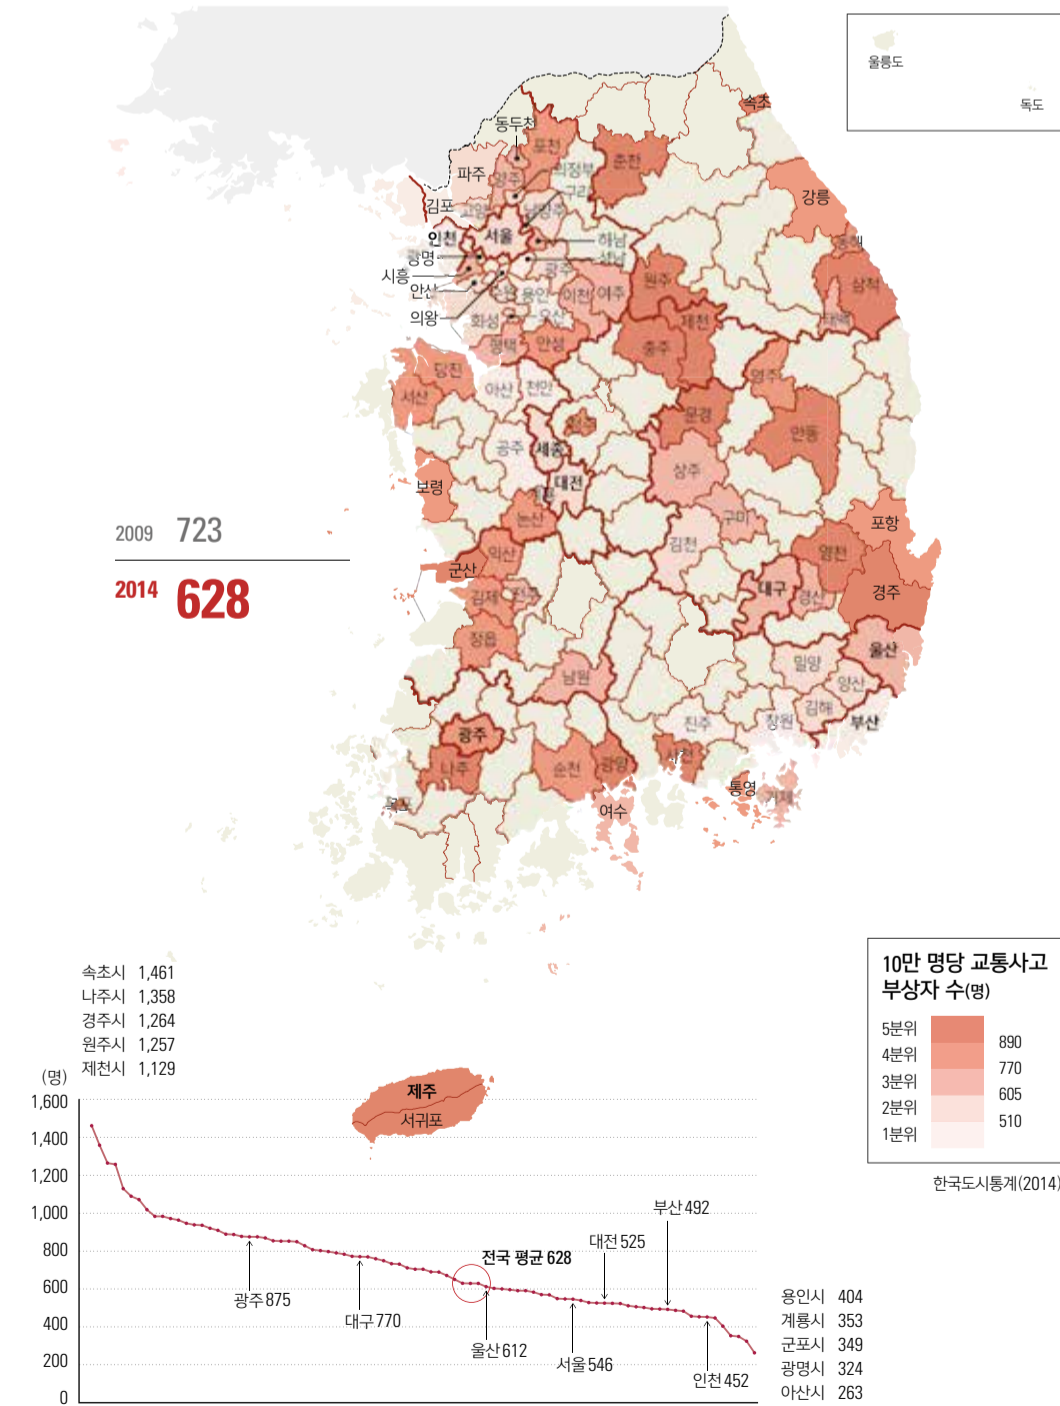 울릉도
독도
속초
동두천
포천
춘천
파주
양주
의정부
구리
강릉
김포
고양
남양주
인천
서울
하남
동해
광명
성남
시흥
광주
원주
삼척
안산
수원
용인
이천
여주
의왕
화성
오산
제천
태백
평택
안성
충주
당진
영주
서산
아산
천안
문경
청주
안동
공주
세종
상주
보령
대전
계룡
논산
구미
포항
김천
영천
익산
군산
대구
경산
경주
김제
전주
정읍
울산
밀양
남원
양산
김해
진주
창원
부산
광주
사천
나주
순천
광양
통영
거제
목포
여수
2009 723
2014 628
속초시 1,461
나주시 1,358
경주시 1,264
원주시 1,257
제천시 1,129
제주
서귀포
10만 명당 교통사고
부상자 수(명)
5분위
890
4분위
770
3분위
605
2분위
510
1분위
한국도시통계(2014)
(명)
1,600
1,400
1,200
1,000
800
600
400
200
0
광주 875
대구 770
전국 평균 628
울산 612
서울 546
대전 525
부산 492
인천 452
용인시 404
계룡시 353
군포시 349
광명시 324
아산시 263